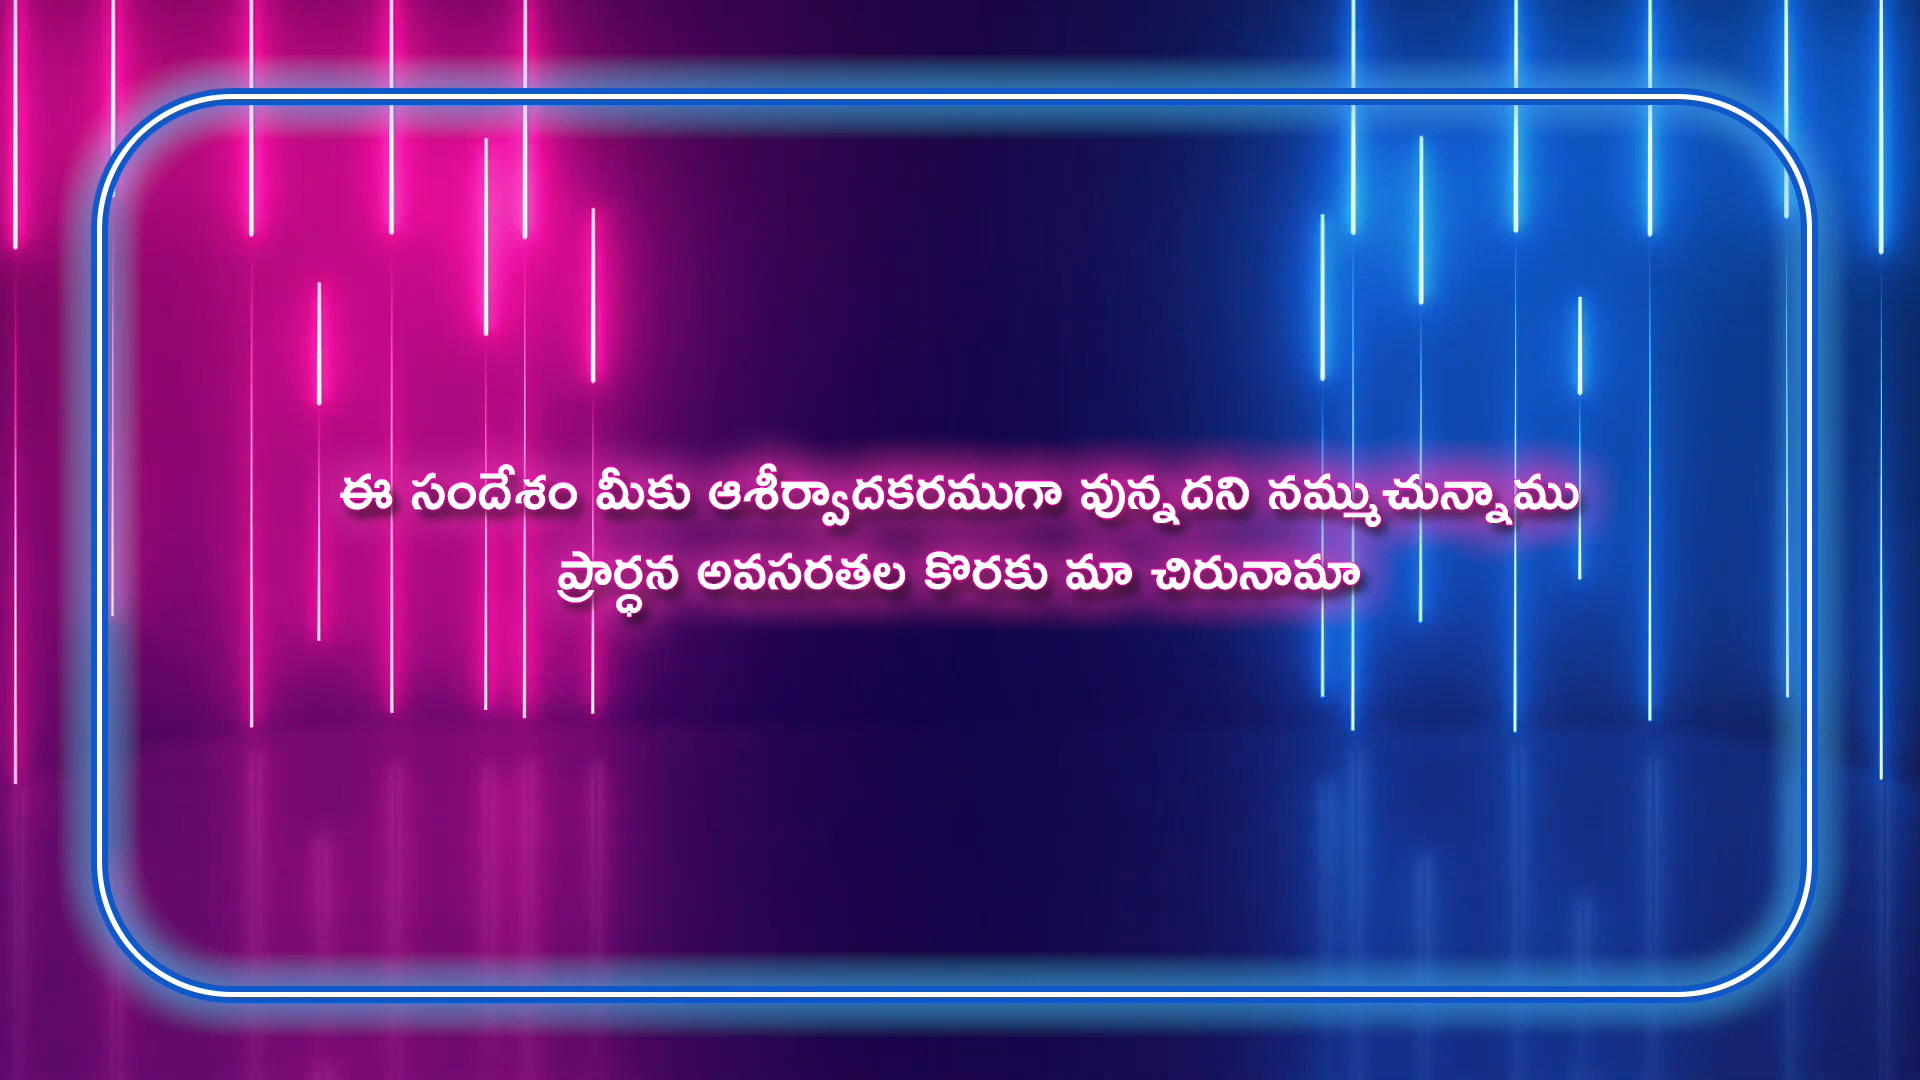 ఈ సందేశం మీకు ఆశీర్వాదకరముగా వున్నదని నమ్ముచున్నాము
ప్రార్ధన అవసరతల కొరకు మా చిరునామా